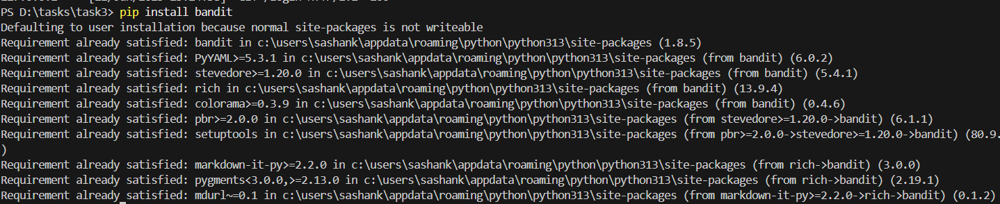 PS D:\tasks\task3> pip install bandit
Defaulting to user installation because normal site-packages is not writeable
Requirement already satisfied: bandit in c:\users\sashank\appdata\roaming\python\python313\site-packages (1.8.5)
Requirement already satisfied: PyYAML>=5.3.1 in c:\users\sashank\appdata\roaming\python\python313\site-packages (from bandit) (6.0.2)
Requirement already satisfied: stevedore>=1.20.0 in c:\users\sashank\appdata\roaming\python\python313\site-packages (from bandit) (5.4.1)
Requirement already satisfied: rich in c:\users\sashank\appdata\roaming\python\python313\site-packages (from bandit) (13.9.4)
Requirement already satisfied: colorama>=0.3.9 in c:\users\sashank\appdata\roaming\python\python313\site-packages (from bandit) (0.4.6)
Requirement already satisfied: pbr>=2.0.0 in c:\users\sashank\appdata\roaming\python\python313\site-packages (from stevedore>=1.20.0->bandit) (6.1.1)
Requirement already satisfied: setuptools in c:\users\sashank\appdata\roaming\python\python313\site-packages (from pbr>=2.0.0->stevedore>=1.20.0->bandit) (80.9.
)
Requirement already satisfied: markdown-it-py>=2.2.0 in c:\users\sashank\appdata\roaming\python\python313\site-packages (from rich->bandit) (3.0.0)
Requirement already satisfied: pygments<3.0.0,>=2.13.0 in c:\users\sashank\appdata\roaming\python\python313\site-packages (from rich->bandit) (2.19.1)
Requirement already satisfied: mdurl~=0.1 in c:\users\sashank\appdata\roaming\python\python313\site-packages (from markdown-it-py>=2.2.0->rich->bandit) (0.1.2)